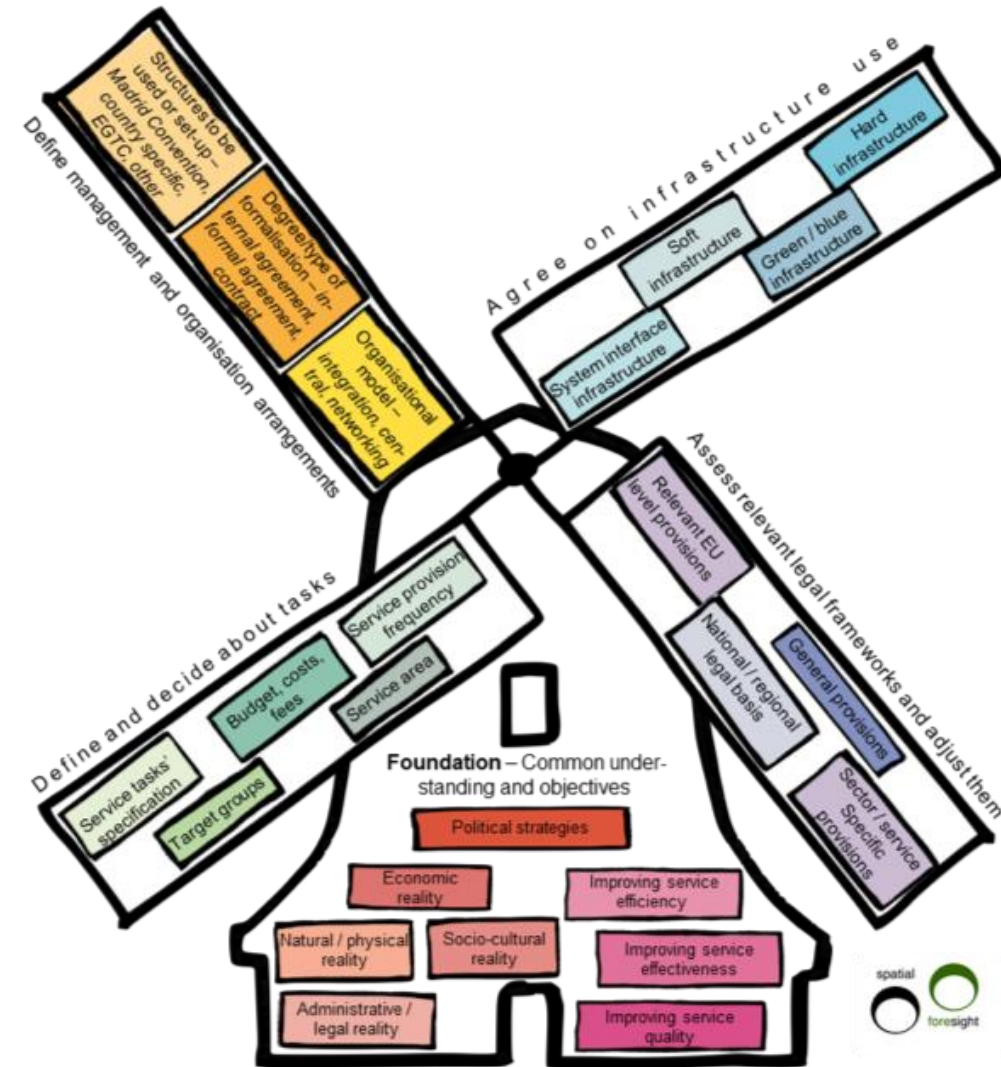 Structures to be
used or set-up –
Madrid Convention,
country specific,
EGTC, other
Degree/type of
formalisation – in-
ternal agreement,
formal agreement,
contract
Organisational
model –
integration, cen-
tral, networking
Define management and organisation arrangements
Agree on infrastructure use
Hard
infrastructure
Soft
infrastructure
Green / blue
infrastructure
System interface
infrastructure
Assess relevant legal frameworks and adjust them
Relevant EU
level provisions
National / regional
legal basis
General provisions
Sector / service
Specific
provisions
Define and decide about tasks
Service provision
frequency
Budget, costs,
fees
Service area
Service tasks'
specification
Target groups
Foundation – Common under-
standing and objectives
Political strategies
Economic
reality
Improving service
efficiency
Natural / physical
reality
Socio-cultural
reality
Improving service
effectiveness
Administrative /
legal reality
Improving service
quality
spatial
foresight